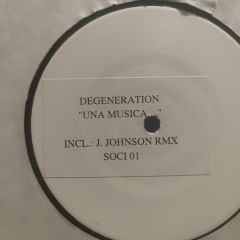 DEGENERATION
"UNA MUSICA..."
INCL.: J. JOHNSON RMX
SOCI 01